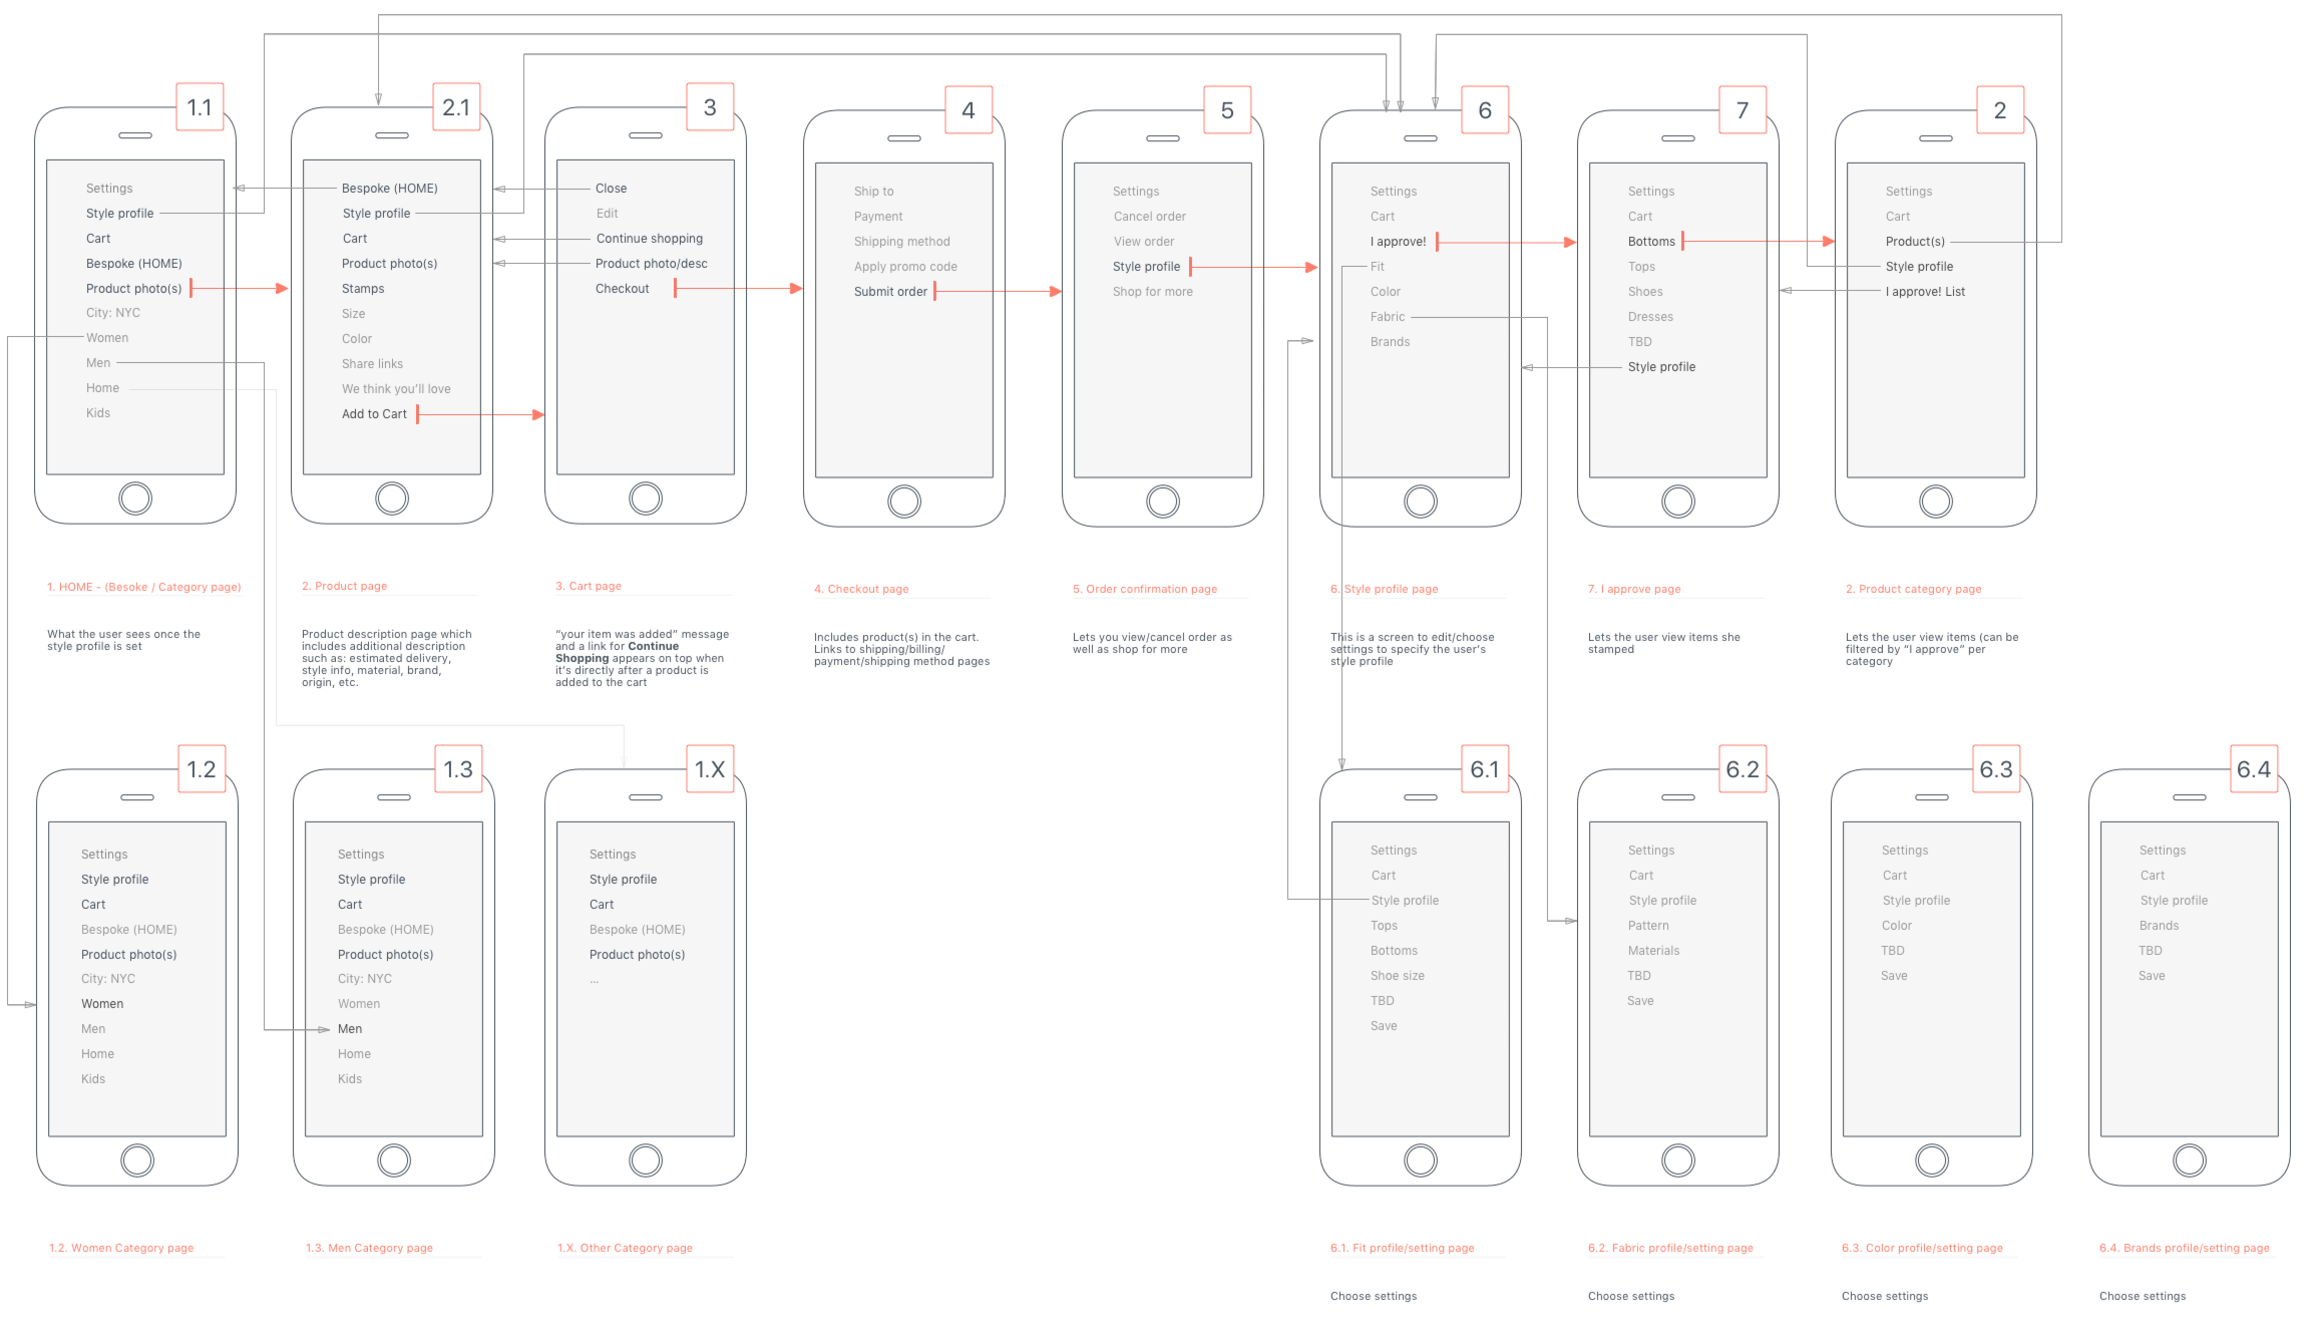 1.1
Settings
Style profile
Cart
Bespoke (HOME)
Product photo(s)
City: NYC
Women
Men
Home
Kids
1. HOME - (Besoke / Category page)
What the user sees once the
style profile is set
2.1
Bespoke (HOME)
Style profile
Cart
Product photo(s)
Stamps
Size
Color
Share links
We think you'll love
Add to Cart
2. Product page
Product description page which
includes additional description
such as: estimated delivery,
style info, material, brand,
origin, etc.
3
Close
Edit
Continue shopping
Product photo/desc
Checkout
3. Cart page
“your item was added” message
and a link for Continue
Shopping appears on top when
it's directly after a product is
added to the cart
4
Ship to
Payment
Shipping method
Apply promo code
Submit order
4. Checkout page
Includes product(s) in the cart.
Links to shipping/billing/
payment/shipping method pages
5
Settings
Cancel order
View order
Style profile
Shop for more
5. Order confirmation page
Lets you view/cancel order as
well as shop for more
6
Settings
Cart
I approve!
Fit
Color
Fabric
Brands
6. Style profile page
This is a screen to edit/choose
settings to specify the user's
style profile
7
Settings
Cart
Bottoms
Tops
Shoes
Dresses
TBD
Style profile
7. I approve page
Lets the user view items she
stamped
2
Settings
Cart
Product(s)
Style profile
I approve! List
2. Product category page
Lets the user view items (can be
filtered by “I approve” per
category
1.2
Settings
Style profile
Cart
Bespoke (HOME)
Product photo(s)
City: NYC
Women
Men
Home
Kids
1.2. Women Category page
1.3
Settings
Style profile
Cart
Bespoke (HOME)
Product photo(s)
City: NYC
Women
Men
Home
Kids
1.3. Men Category page
1.X
Settings
Style profile
Cart
Bespoke (HOME)
Product photo(s)
...
1.X. Other Category page
6.1
Settings
Cart
Style profile
Tops
Bottoms
Shoe size
TBD
Save
6.1. Fit profile/setting page
Choose settings
6.2
Settings
Cart
Style profile
Pattern
Materials
TBD
Save
6.2. Fabric profile/setting page
Choose settings
6.3
Settings
Cart
Style profile
Color
TBD
Save
6.3. Color profile/setting page
Choose settings
6.4
Settings
Cart
Style profile
Brands
TBD
Save
6.4. Brands profile/setting page
Choose settings